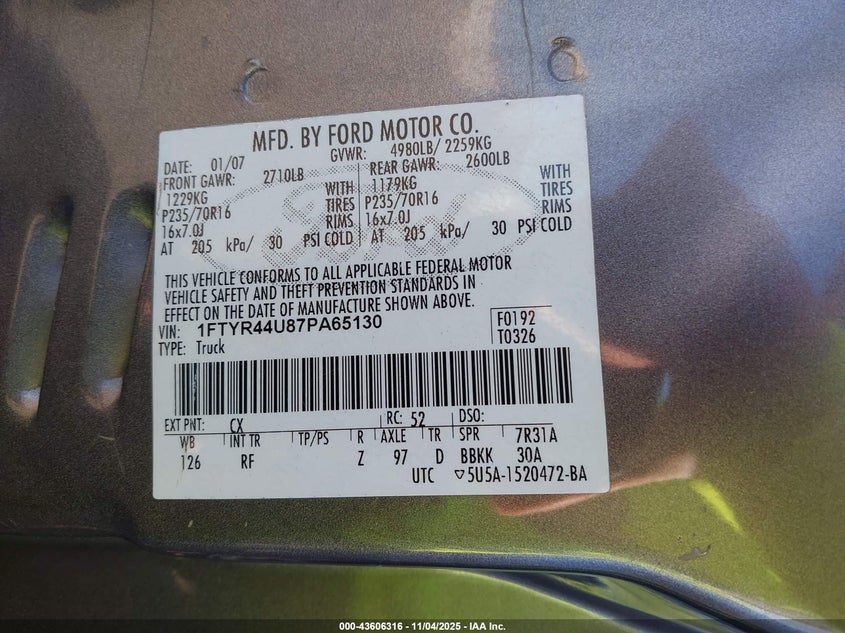 MFD. BY FORD MOTOR CO.
DATE: 01/07 GVWR: 4980LB/ 2259KG
FRONT GAWR: 2710LB REAR GAWR: 2600LB
1229KG WITH 1179KG WITH
P235/70R16 TIRES P235/70R16 TIRES
16x7.0J RIMS 16x7.0J RIMS
AT 205 kPa/ 30 PSI COLD AT 205 kPa/ 30 PSI COLD
Ford
THIS VEHICLE CONFORMS TO ALL APPLICABLE FEDERAL MOTOR
VEHICLE SAFETY AND THEFT PREVENTION STANDARDS IN
EFFECT ON THE DATE OF MANUFACTURE SHOWN ABOVE.
VIN: 1FTYR44U87PA65130 F0192
TYPE: Truck T0326
EXT PNT: CX RC: 52 DSO:
WB INT TR TP/PS R AXLE TR SPR 7R31A
126 RF Z 97 D BBKK 30A
UTC ▽5U5A-1520472-BA
000-43606316 - 11/04/2025 - IAA Inc.